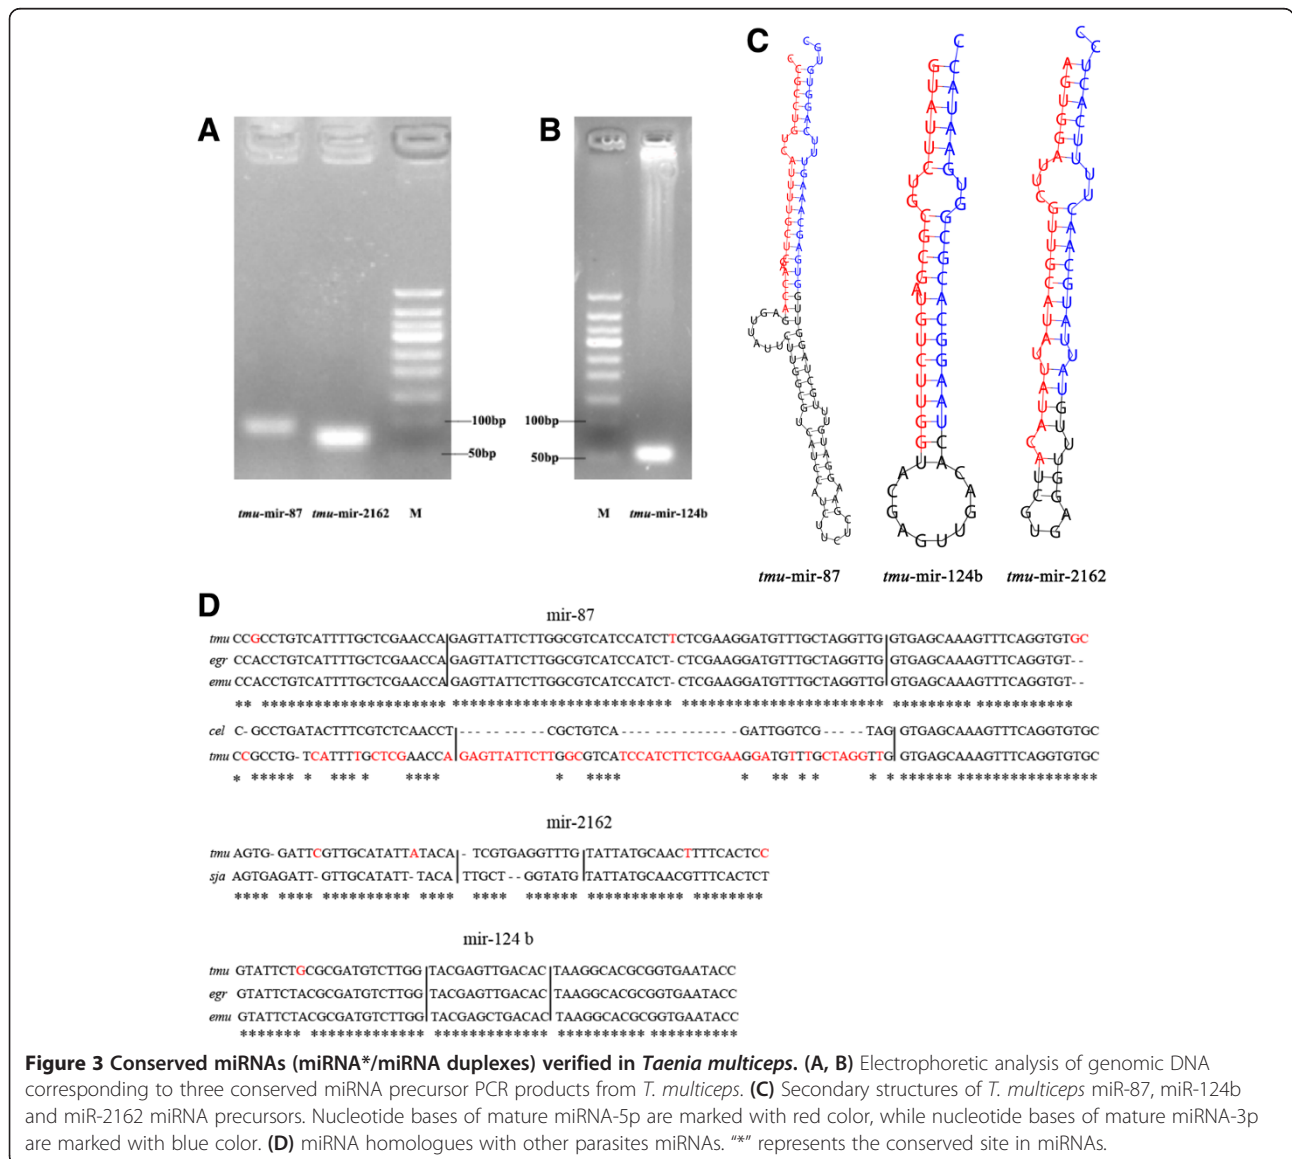 A
B
C
100bp
50bp
100bp
50bp
tmu-mir-87 tmu-mir-2162 M
M tmu-mir-124b
tmu-mir-87
tmu-mir-124b
tmu-mir-2162
D
mir-87
tmu CCGCCTGTCATTTTGCTCGAACCA|GAGTTATTCTTGGCGTCATCCATCTTCTCGAAGGATGTTTGCTAGGTTG|GTGAGCAAAGTTTCAGGTGTGC
egr CCACCTGTCATTTTGCTCGAACCA|GAGTTATTCTTGGCGTCATCCATCT-CTCGAAGGATGTTTGCTAGGTTG|GTGAGCAAAGTTTCAGGTGT--
emu CCACCTGTCATTTTGCTCGAACCA|GAGTTATTCTTGGCGTCATCCATCT-CTCGAAGGATGTTTGCTAGGTTG|GTGAGCAAAGTTTCAGGTGT--
cel C-GCCTGATACTTTCGTCTCAACCT|----------CGCTGTCA------------GATTGGTCG-----TAG|GTGAGCAAAGTTTCAGGTGTGC
tmu CCGCCTG-TCATTTTGCTCGAACCA|GAGTTATTCTTGGCGTCATCCATCTTCTCGAAGGATGTTTGCTAGGTTG|GTGAGCAAAGTTTCAGGTGTGC
mir-2162
tmu AGTG-GATTCGTTGCATATTATACA|-TCGTGAGGTTTG|TATTATGCAACTTTTCACTCC
sja AGTGAGATT-GTTGCATATT-TACA|TTGCT--GGTATG|TATTATGCAACGTTTCACTCT
mir-124 b
tmu GTATTCTGCGCGATGTCTTGG|TACGAGTTGACAC|TAAGGCACGCGGTGAATACC
egr GTATTCTACGCGATGTCTTGG|TACGAGTTGACAC|TAAGGCACGCGGTGAATACC
emu GTATTCTACGCGATGTCTTGG|TACGAGCTGACAC|TAAGGCACGCGGTGAATACC
Figure 3 Conserved miRNAs (miRNA*/miRNA duplexes) verified in Taenia multiceps. (A, B) Electrophoretic analysis of genomic DNA
corresponding to three conserved miRNA precursor PCR products from T. multiceps. (C) Secondary structures of T. multiceps miR-87, miR-124b
and miR-2162 miRNA precursors. Nucleotide bases of mature miRNA-5p are marked with red color, while nucleotide bases of mature miRNA-3p
are marked with blue color. (D) miRNA homologues with other parasites miRNAs. “*” represents the conserved site in miRNAs.